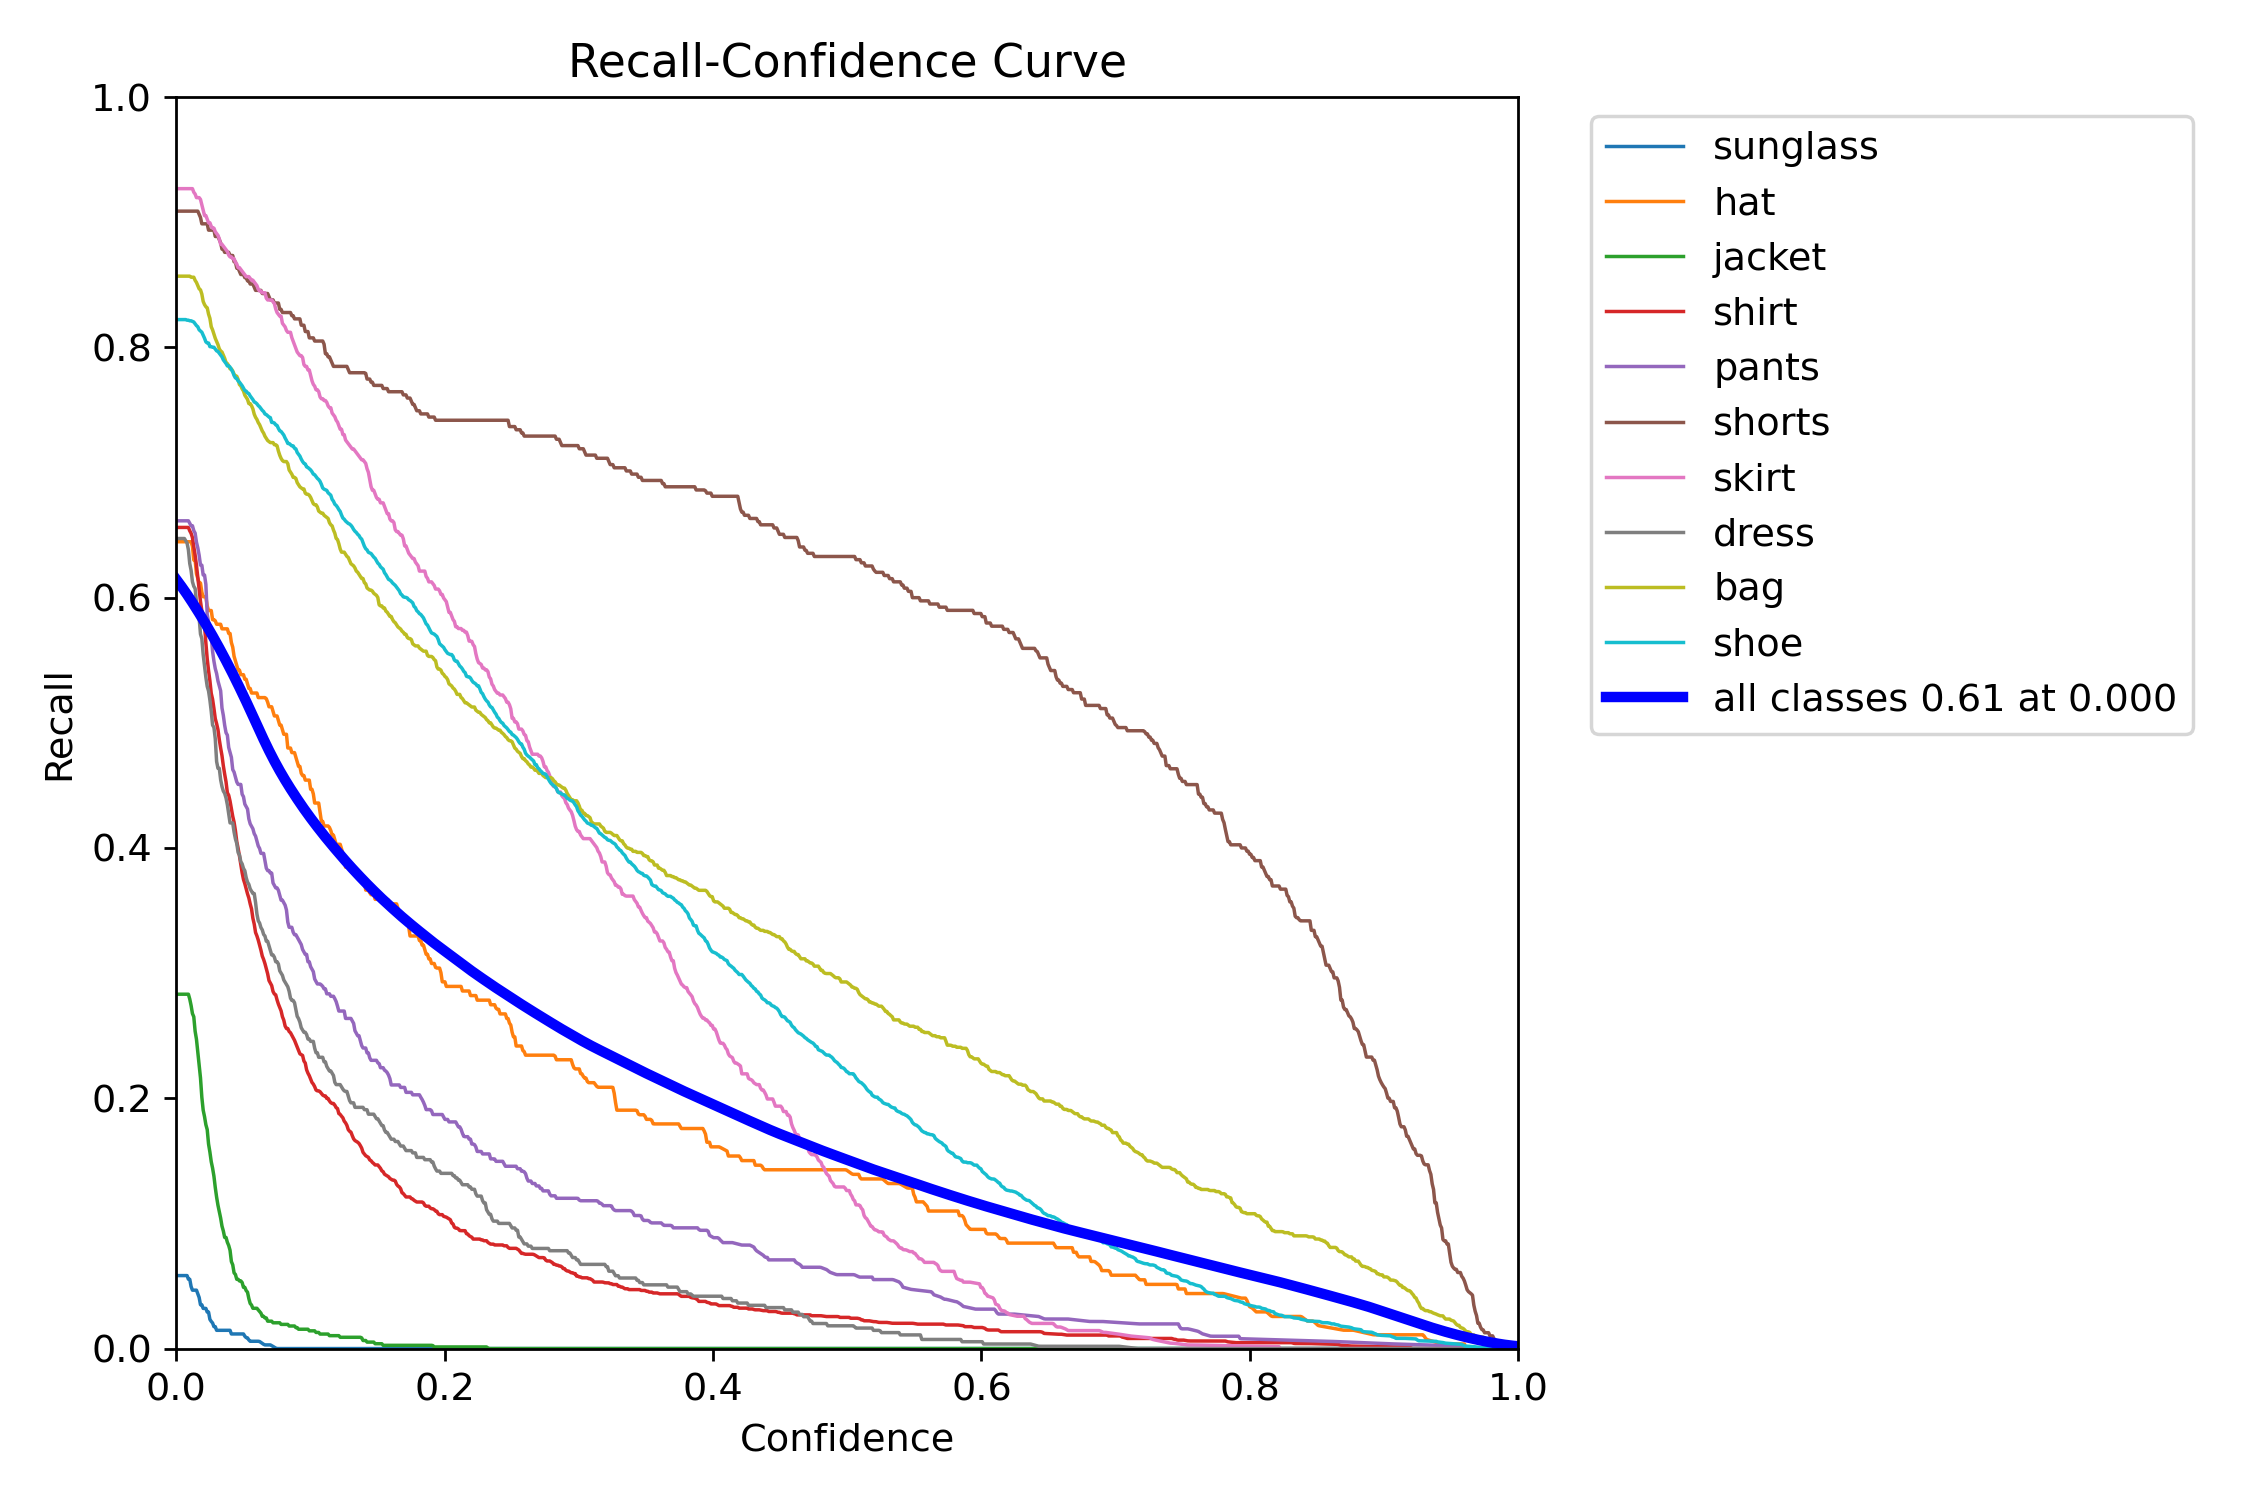 Recall-Confidence Curve
1.0
0.8
0.6
0.4
0.2
0.0
Recall
0.0 0.2 0.4 0.6 0.8 1.0
Confidence
sunglass
hat
jacket
shirt
pants
shorts
skirt
dress
bag
shoe
all classes 0.61 at 0.000